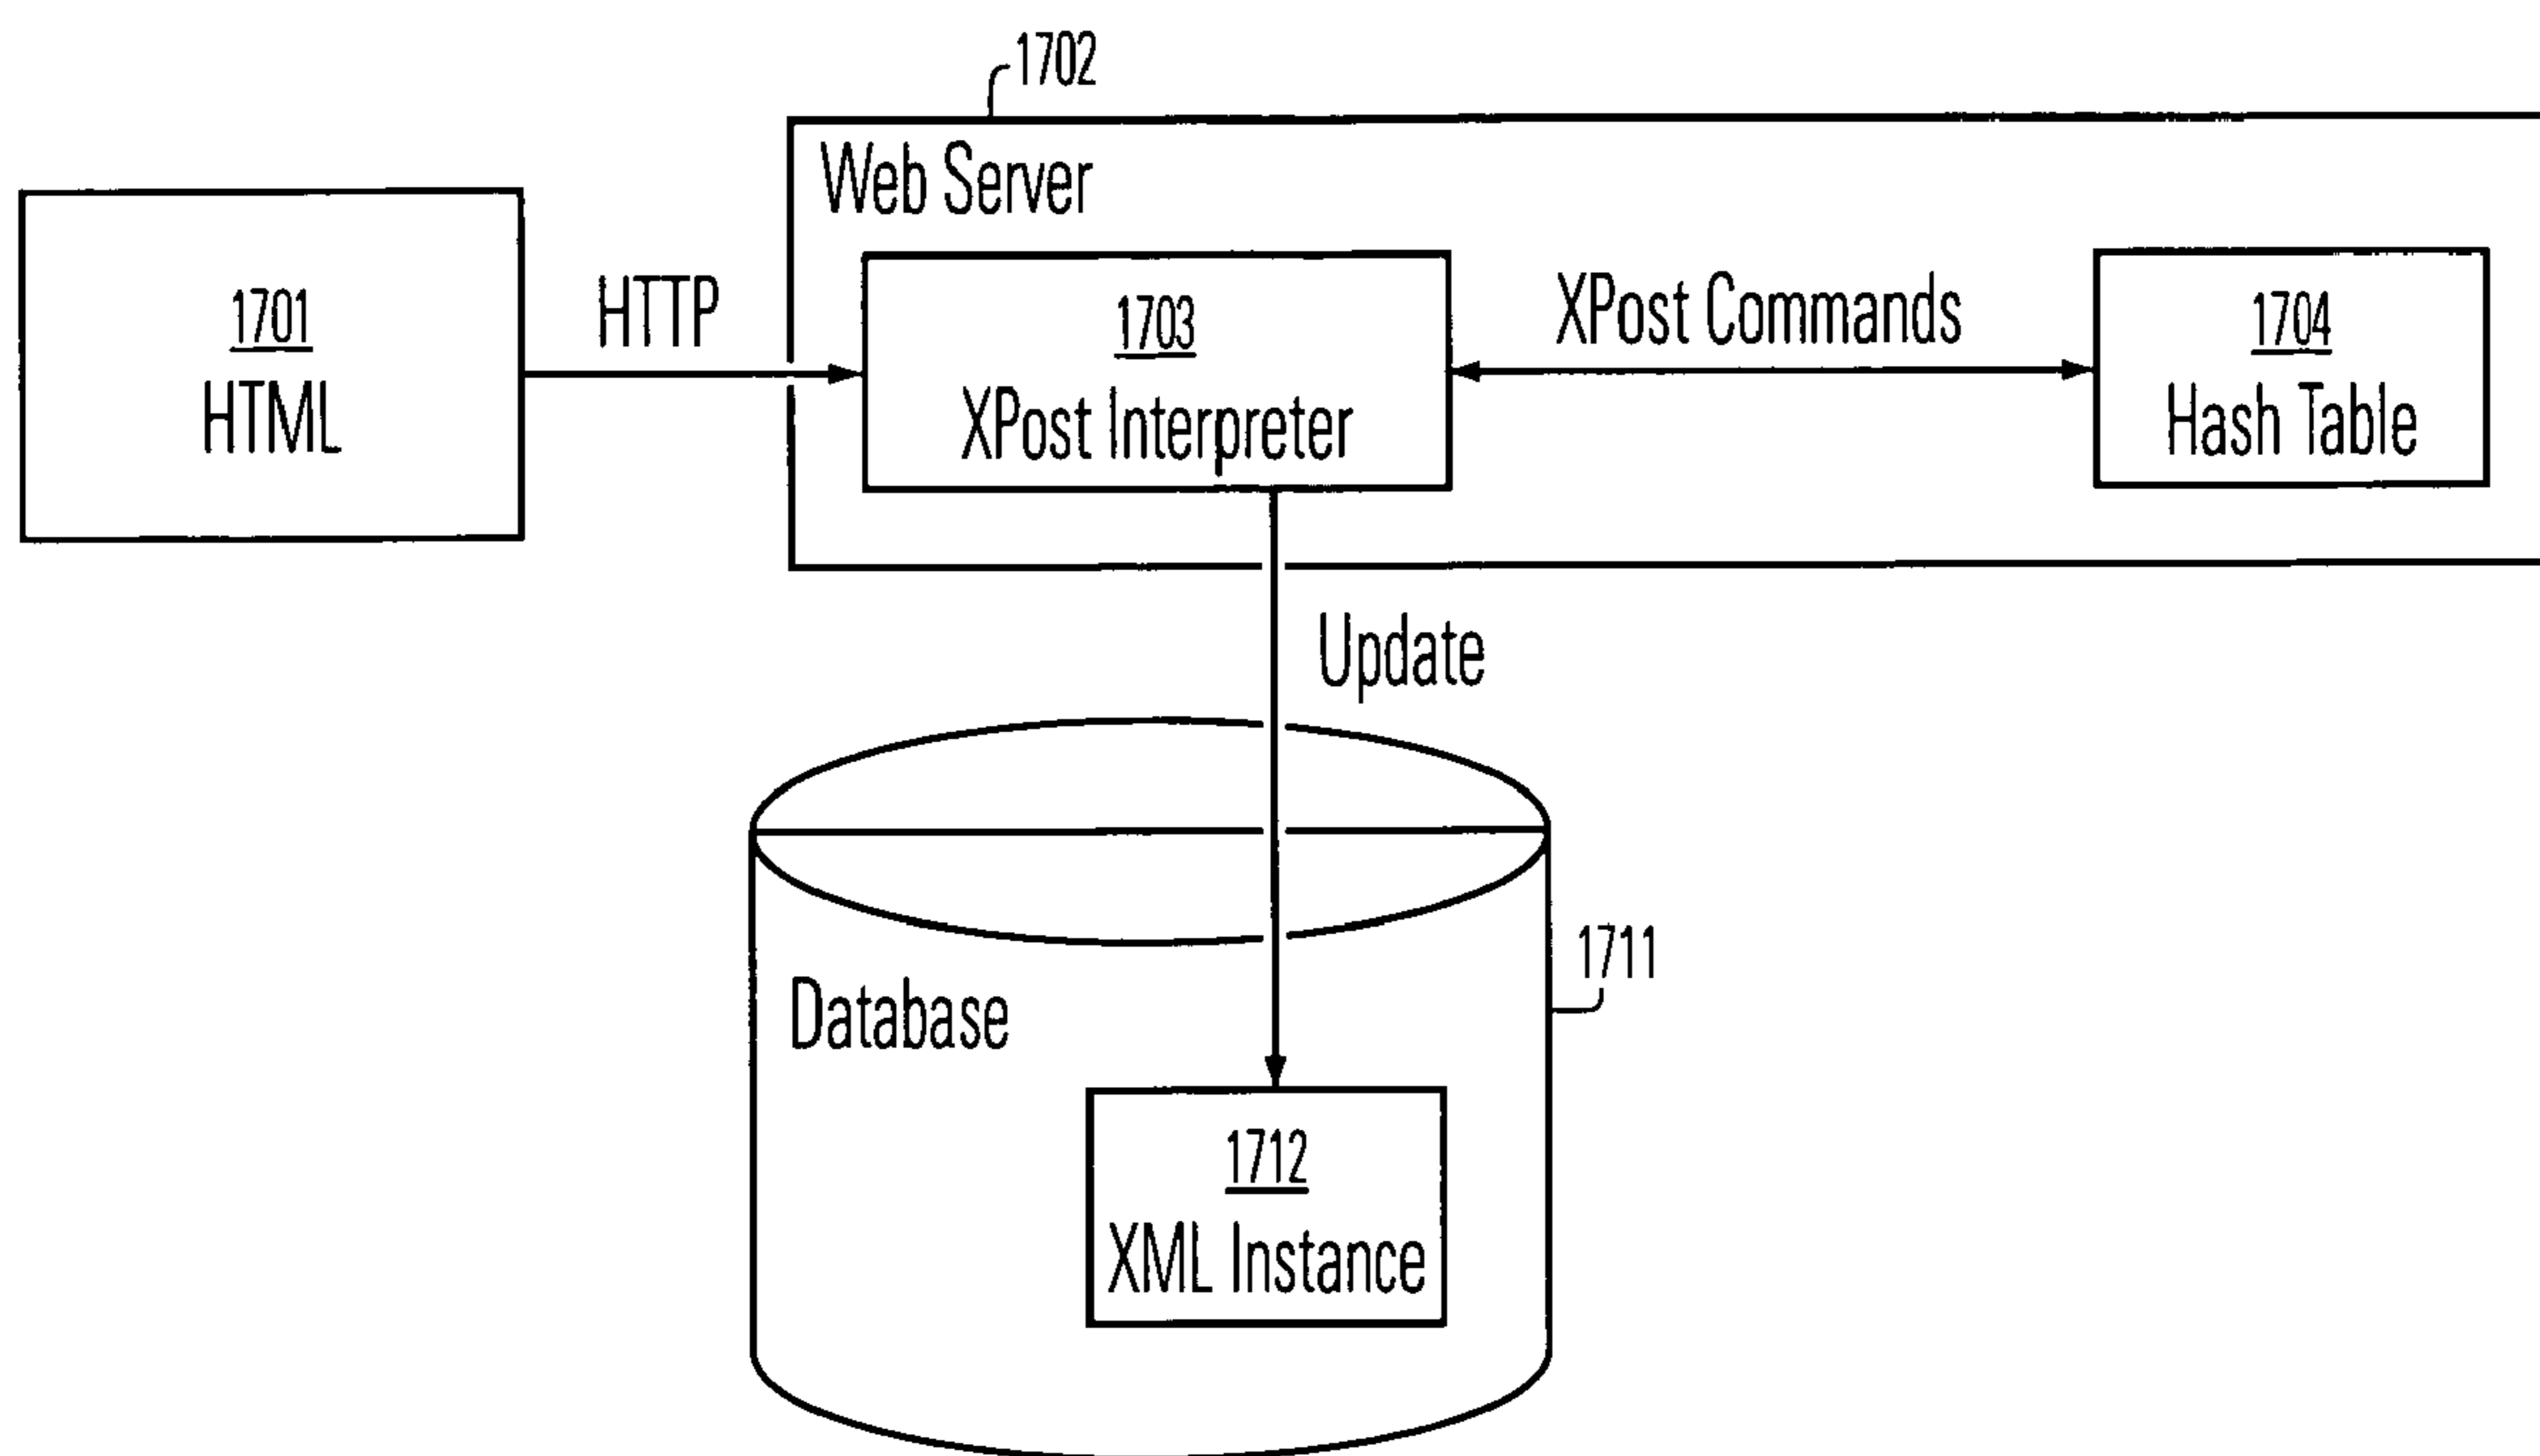 1702
Web Server
1701
HTML
HTTP
1703
XPost Interpreter
XPost Commands
1704
Hash Table
Update
Database
1711
1712
XML Instance